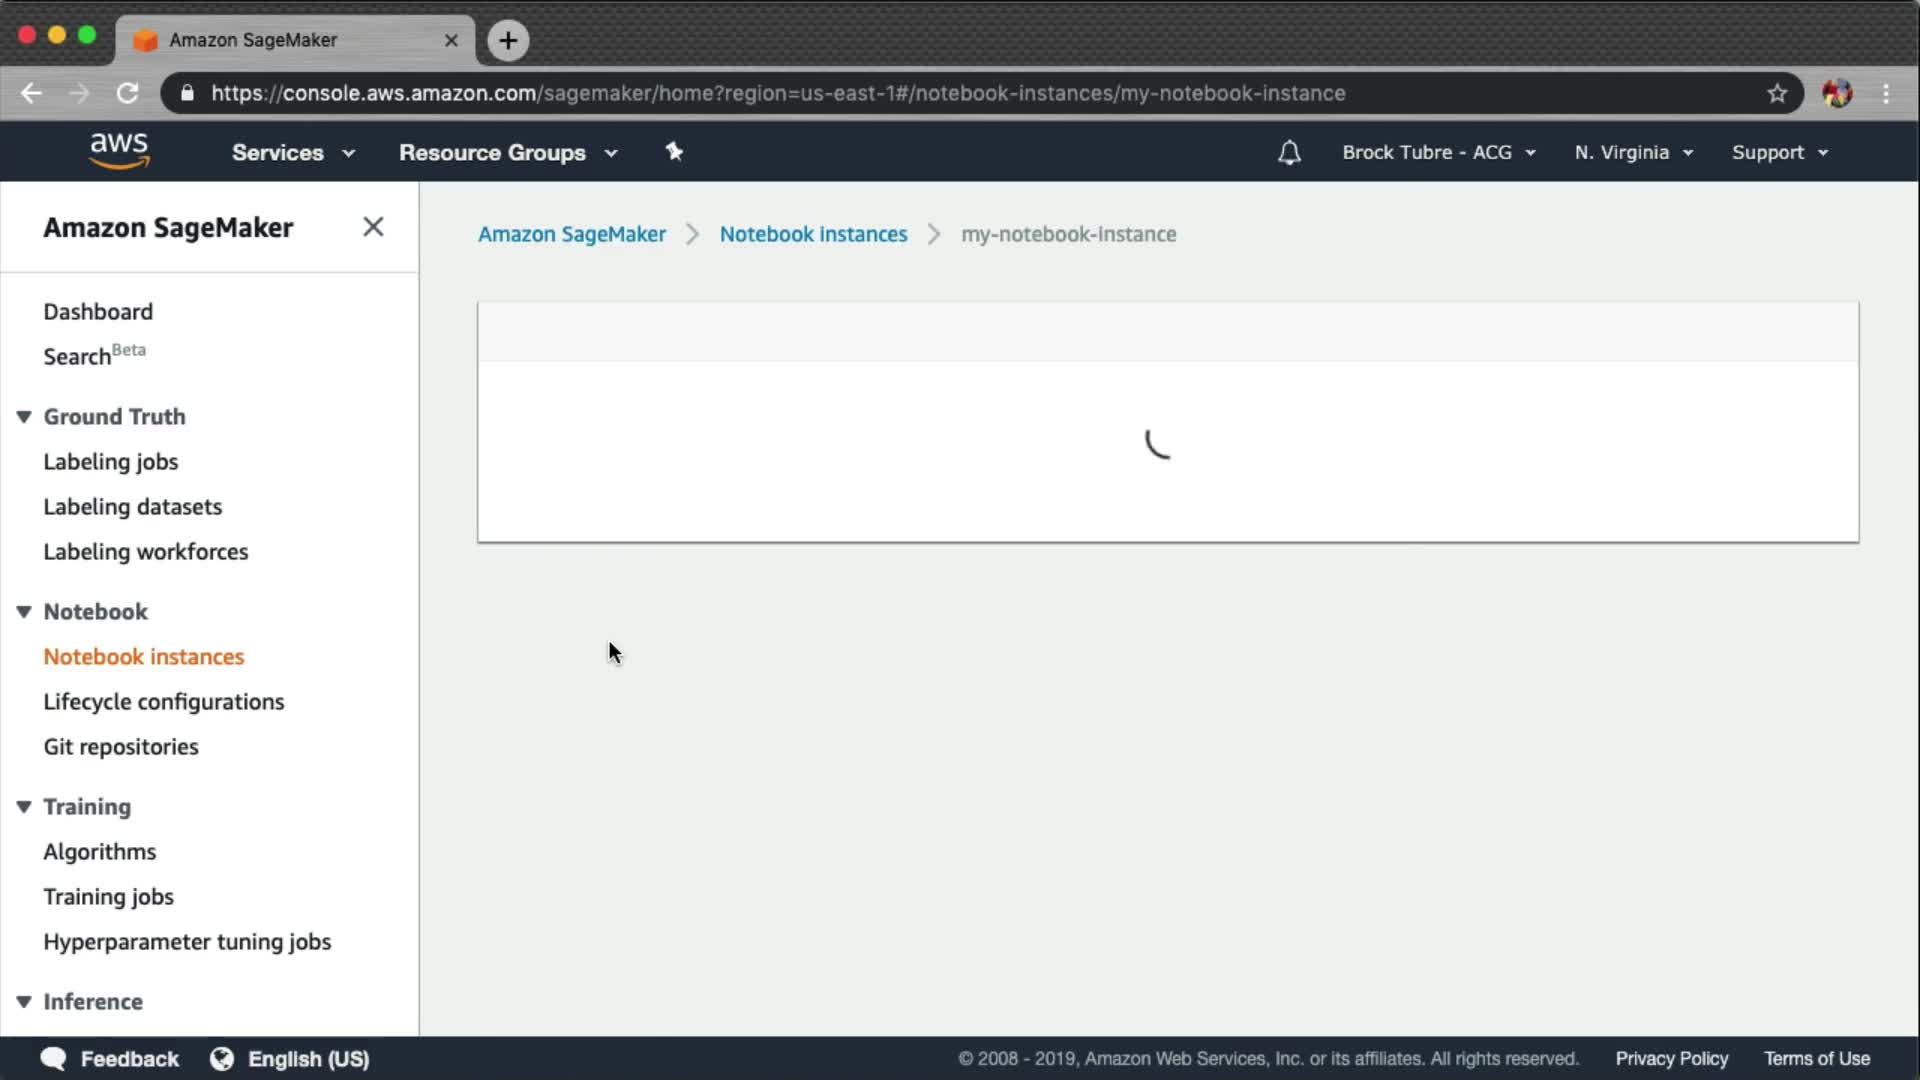 Amazon SageMaker
https://console.aws.amazon.com/sagemaker/home?region=us-east-1#/notebook-instances/my-notebook-instance
aws Services Resource Groups Brock Tubre - ACG N. Virginia Support
Amazon SageMaker
Amazon SageMaker Notebook instances my-notebook-instance
Dashboard
Search Beta
Ground Truth
Labeling jobs
Labeling datasets
Labeling workforces
Notebook
Notebook instances
Lifecycle configurations
Git repositories
Training
Algorithms
Training jobs
Hyperparameter tuning jobs
Inference
Feedback English (US) © 2008 - 2019, Amazon Web Services, Inc. or its affiliates. All rights reserved. Privacy Policy Terms of Use